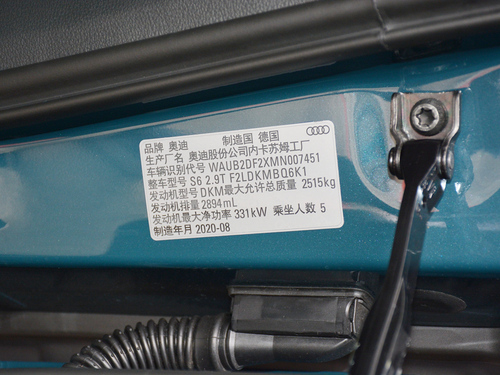 品牌 奥迪 制造国 德国
生产厂名 奥迪股份公司内卡苏姆工厂
车辆识别代号 WAUB2DF2XMN007451
整车型号 S6 2.9T F2LDKMBQ6K1
发动机型号 DKM最大允许总质量 2515kg
发动机排量 2894mL
发动机最大净功率 331kW 乘坐人数 5
制造年月 2020-08